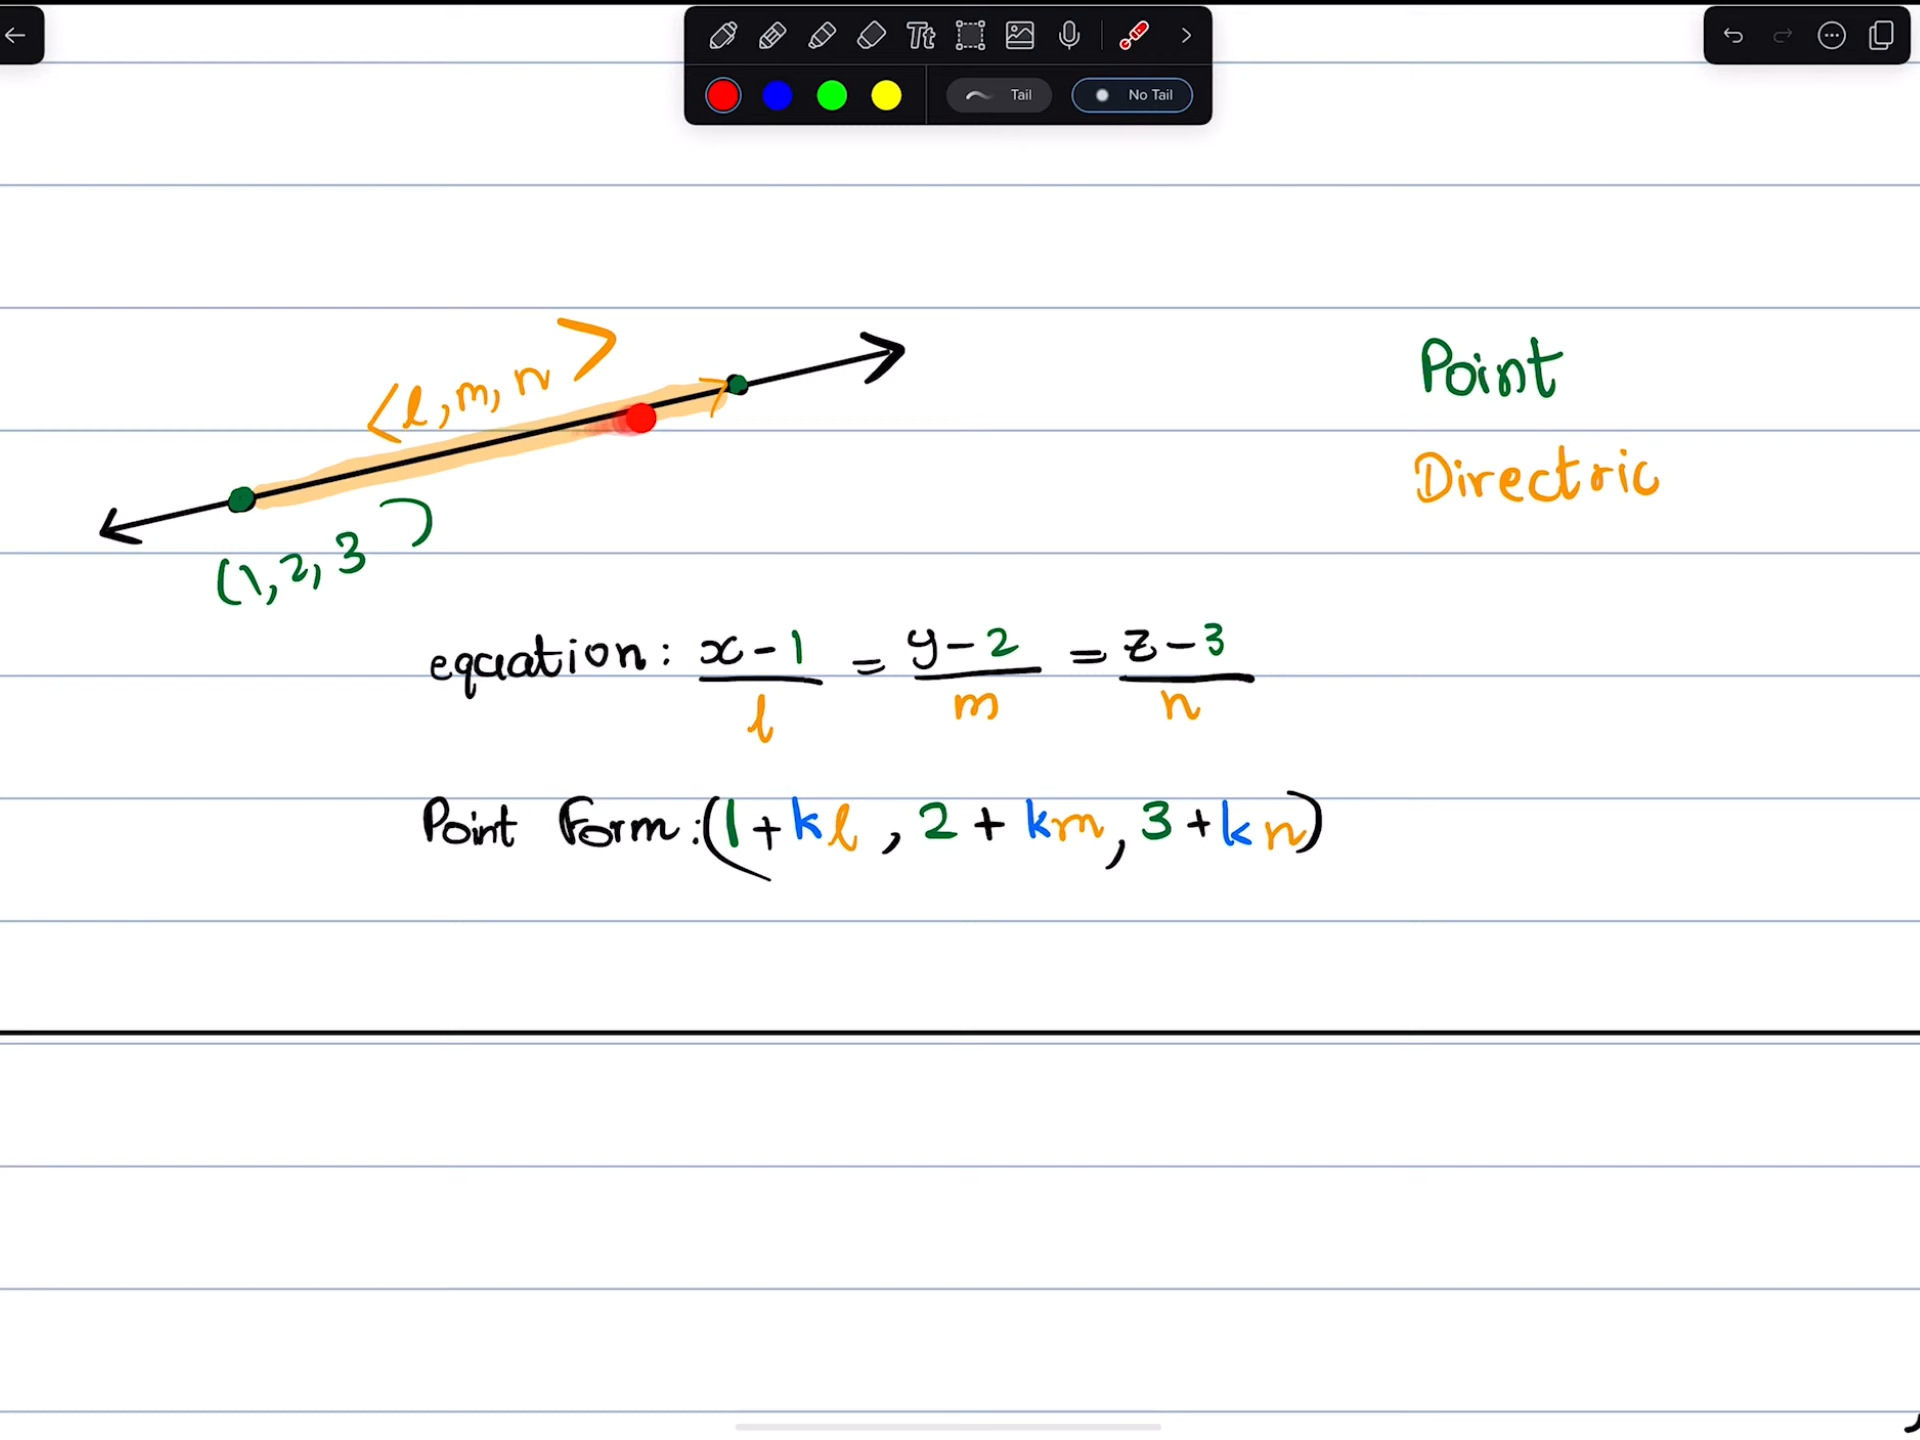 Tt
Tail No Tail
<l, m, n>
Point
Directric
(1, 2, 3)
equation: x-1/l = y-2/m = z-3/n
Point Form: (1+kl, 2+km, 3+kn)